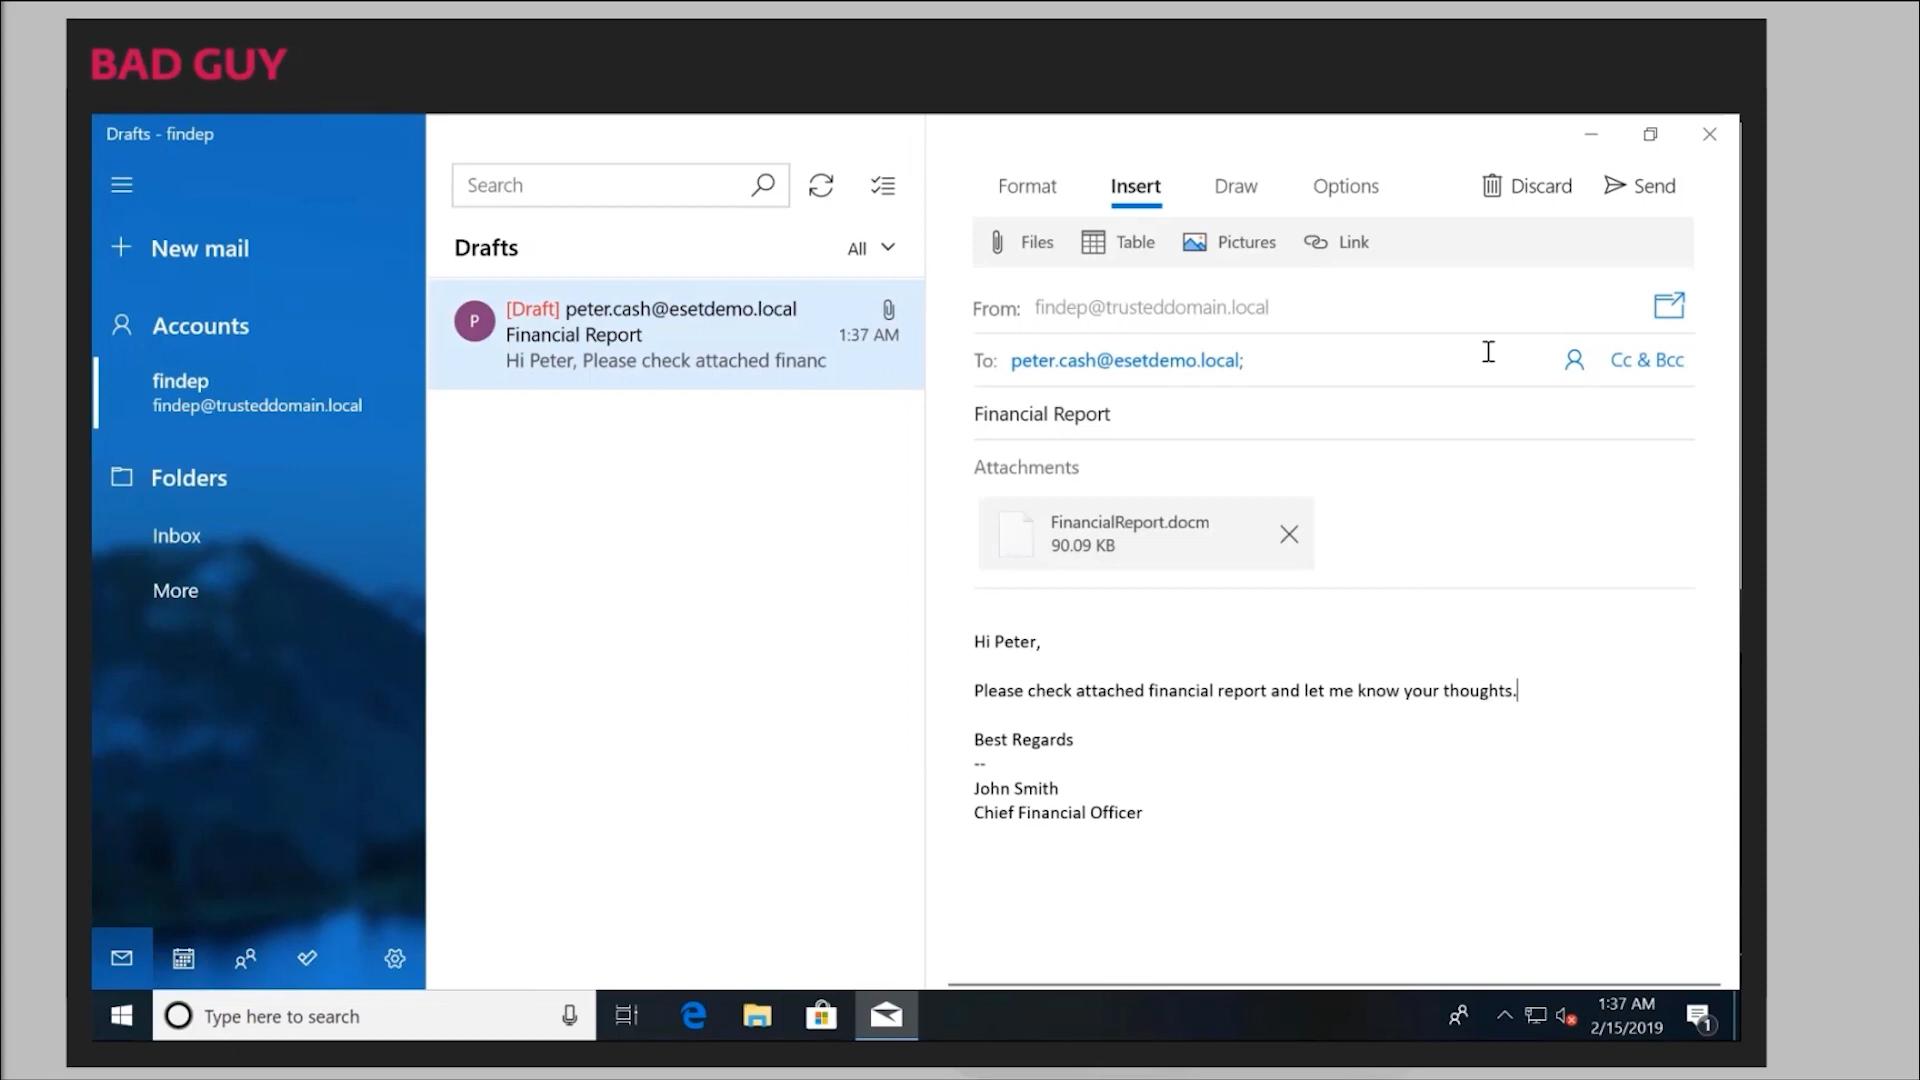 BAD GUY
Drafts - findep
New mail
Accounts
findep
findep@trusteddomain.local
Folders
Inbox
More
Search
Drafts
All
P
[Draft] peter.cash@esetdemo.local
Financial Report
1:37 AM
Hi Peter, Please check attached financ
Format
Insert
Draw
Options
Discard
Send
Files
Table
Pictures
Link
From: findep@trusteddomain.local
To: peter.cash@esetdemo.local;
Cc & Bcc
Financial Report
Attachments
FinancialReport.docm
90.09 KB
Hi Peter,
Please check attached financial report and let me know your thoughts.
Best Regards
--
John Smith
Chief Financial Officer
Type here to search
1:37 AM
2/15/2019
1